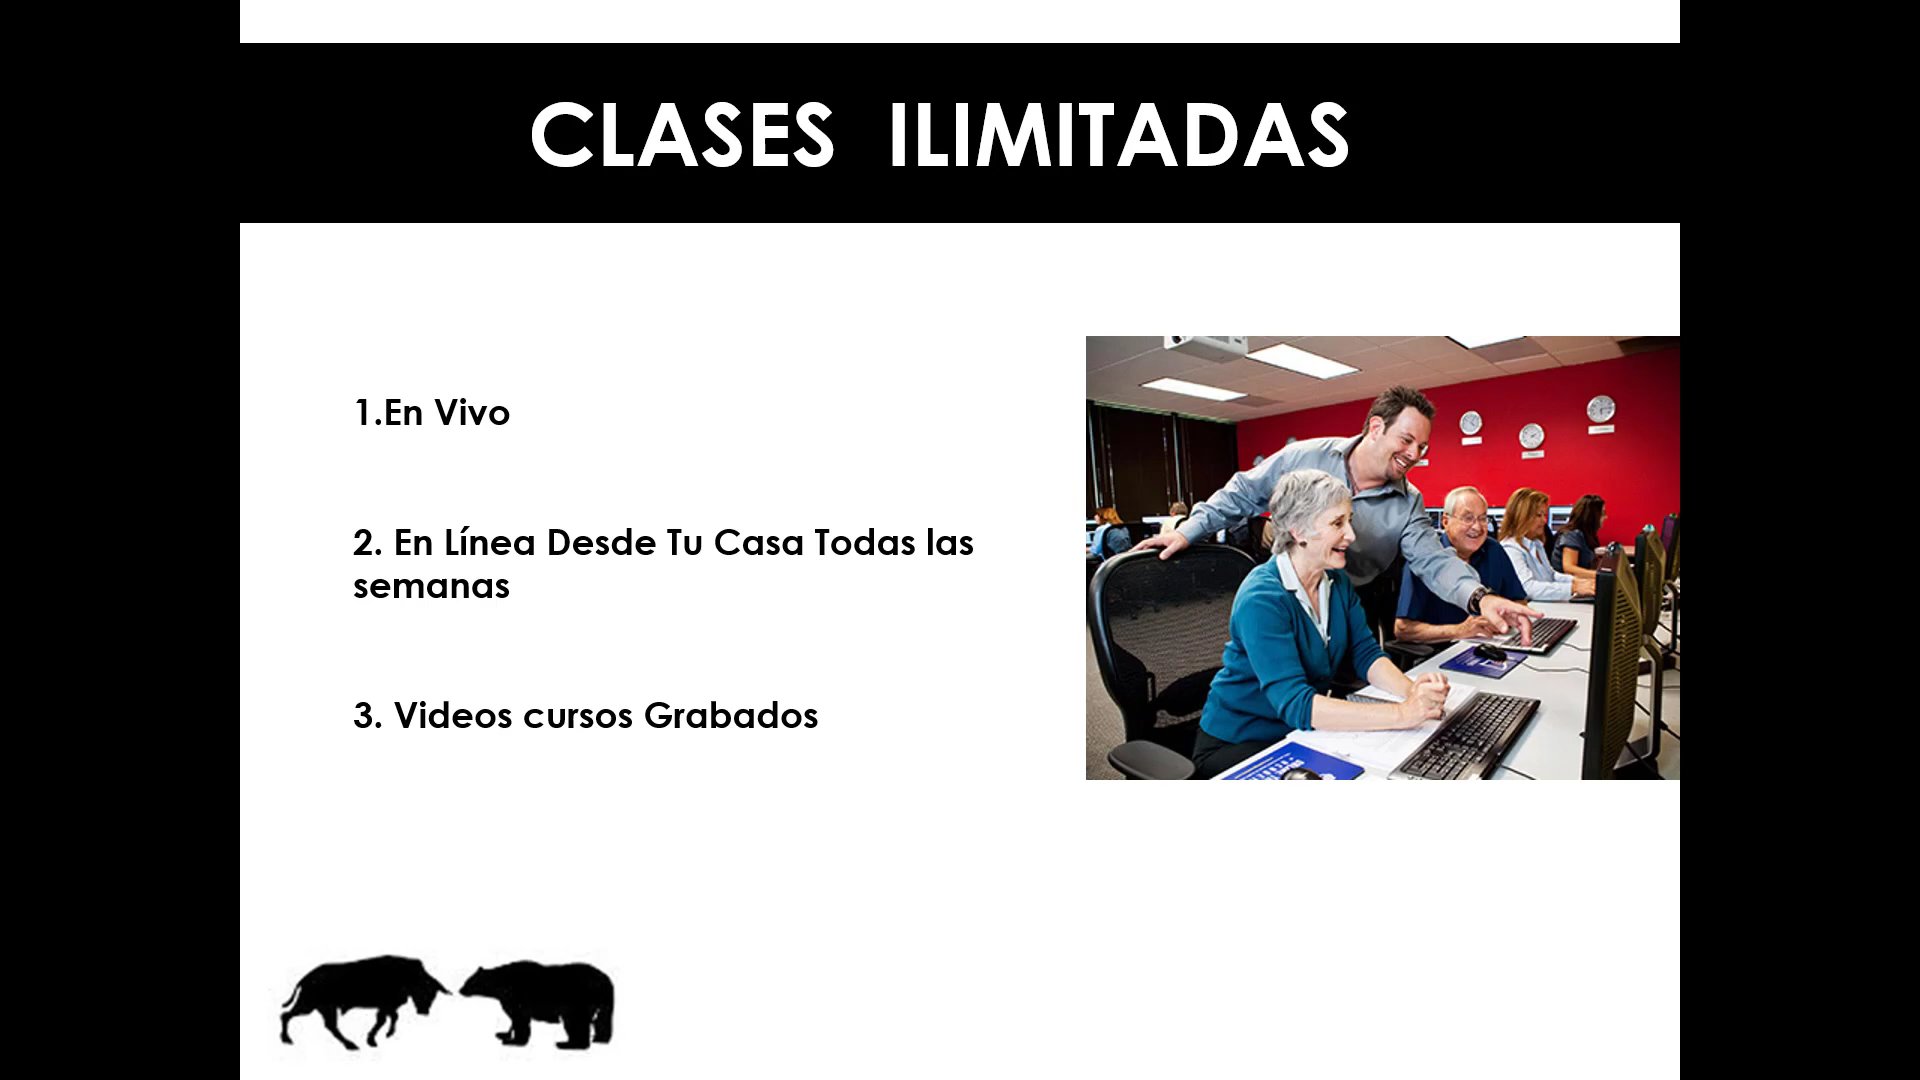 CLASES ILIMITADAS
1.En Vivo
2. En Línea Desde Tu Casa Todas las
semanas
3. Videos cursos Grabados